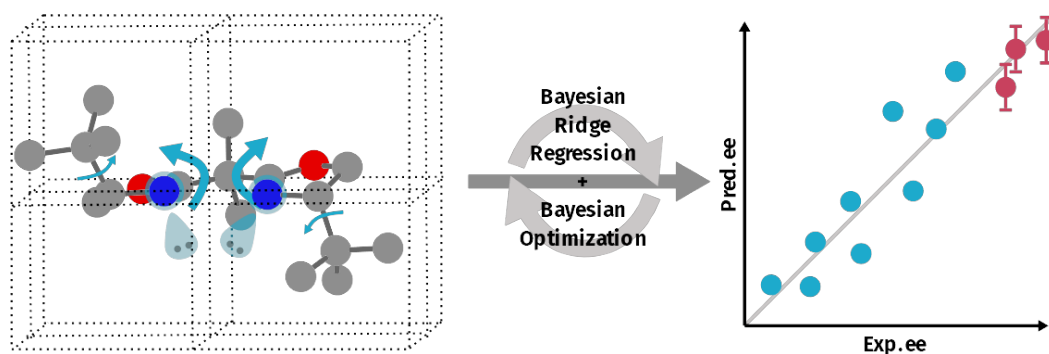 Bayesian
Ridge
Regression
+
Bayesian
Optimization
Pred.ee
Exp.ee